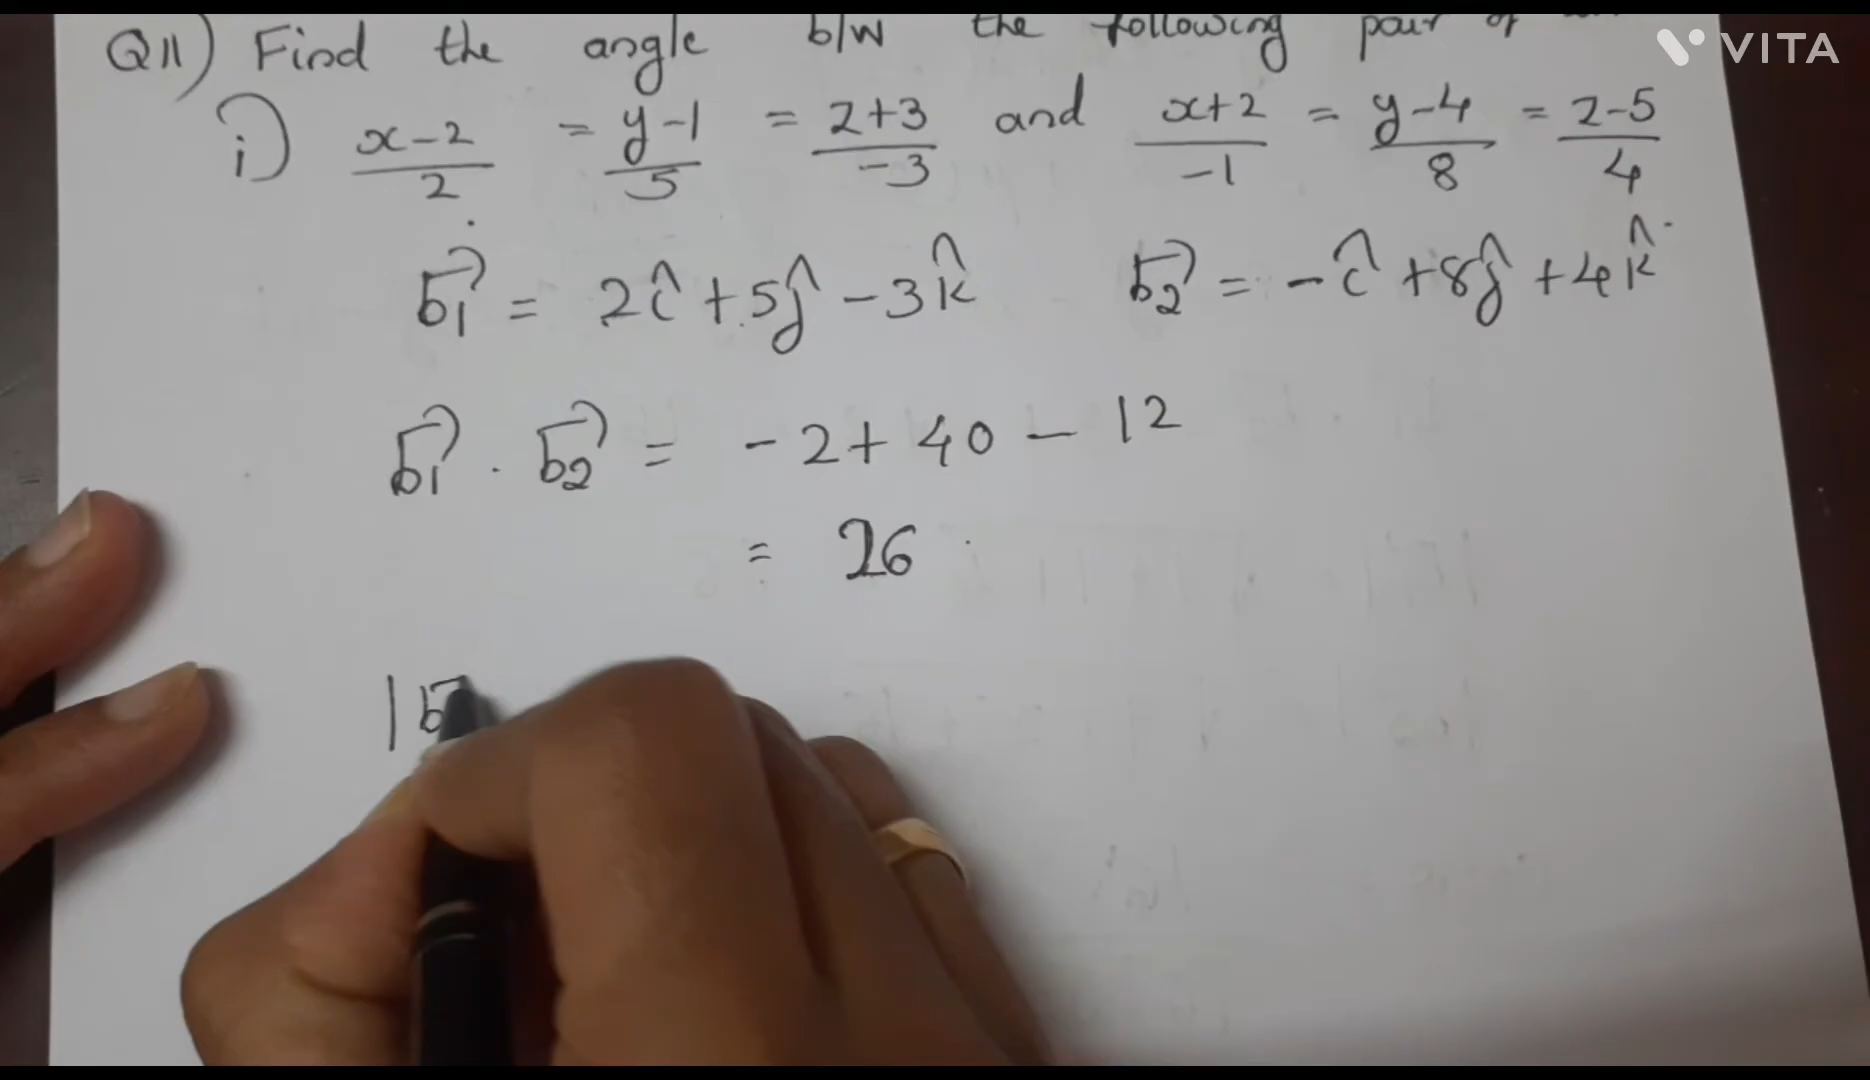 Q11) Find the angle b/w the following pair of
VITA
i) x-2/2 = y-1/5 = z+3/-3 and x+2/-1 = y-4/8 = z-5/4
b₁⃗ = 2î + 5ĵ - 3k̂ b₂⃗ = -î + 8ĵ + 4k̂
b₁⃗ . b₂⃗ = -2 + 40 - 12
= 26
|b⃗